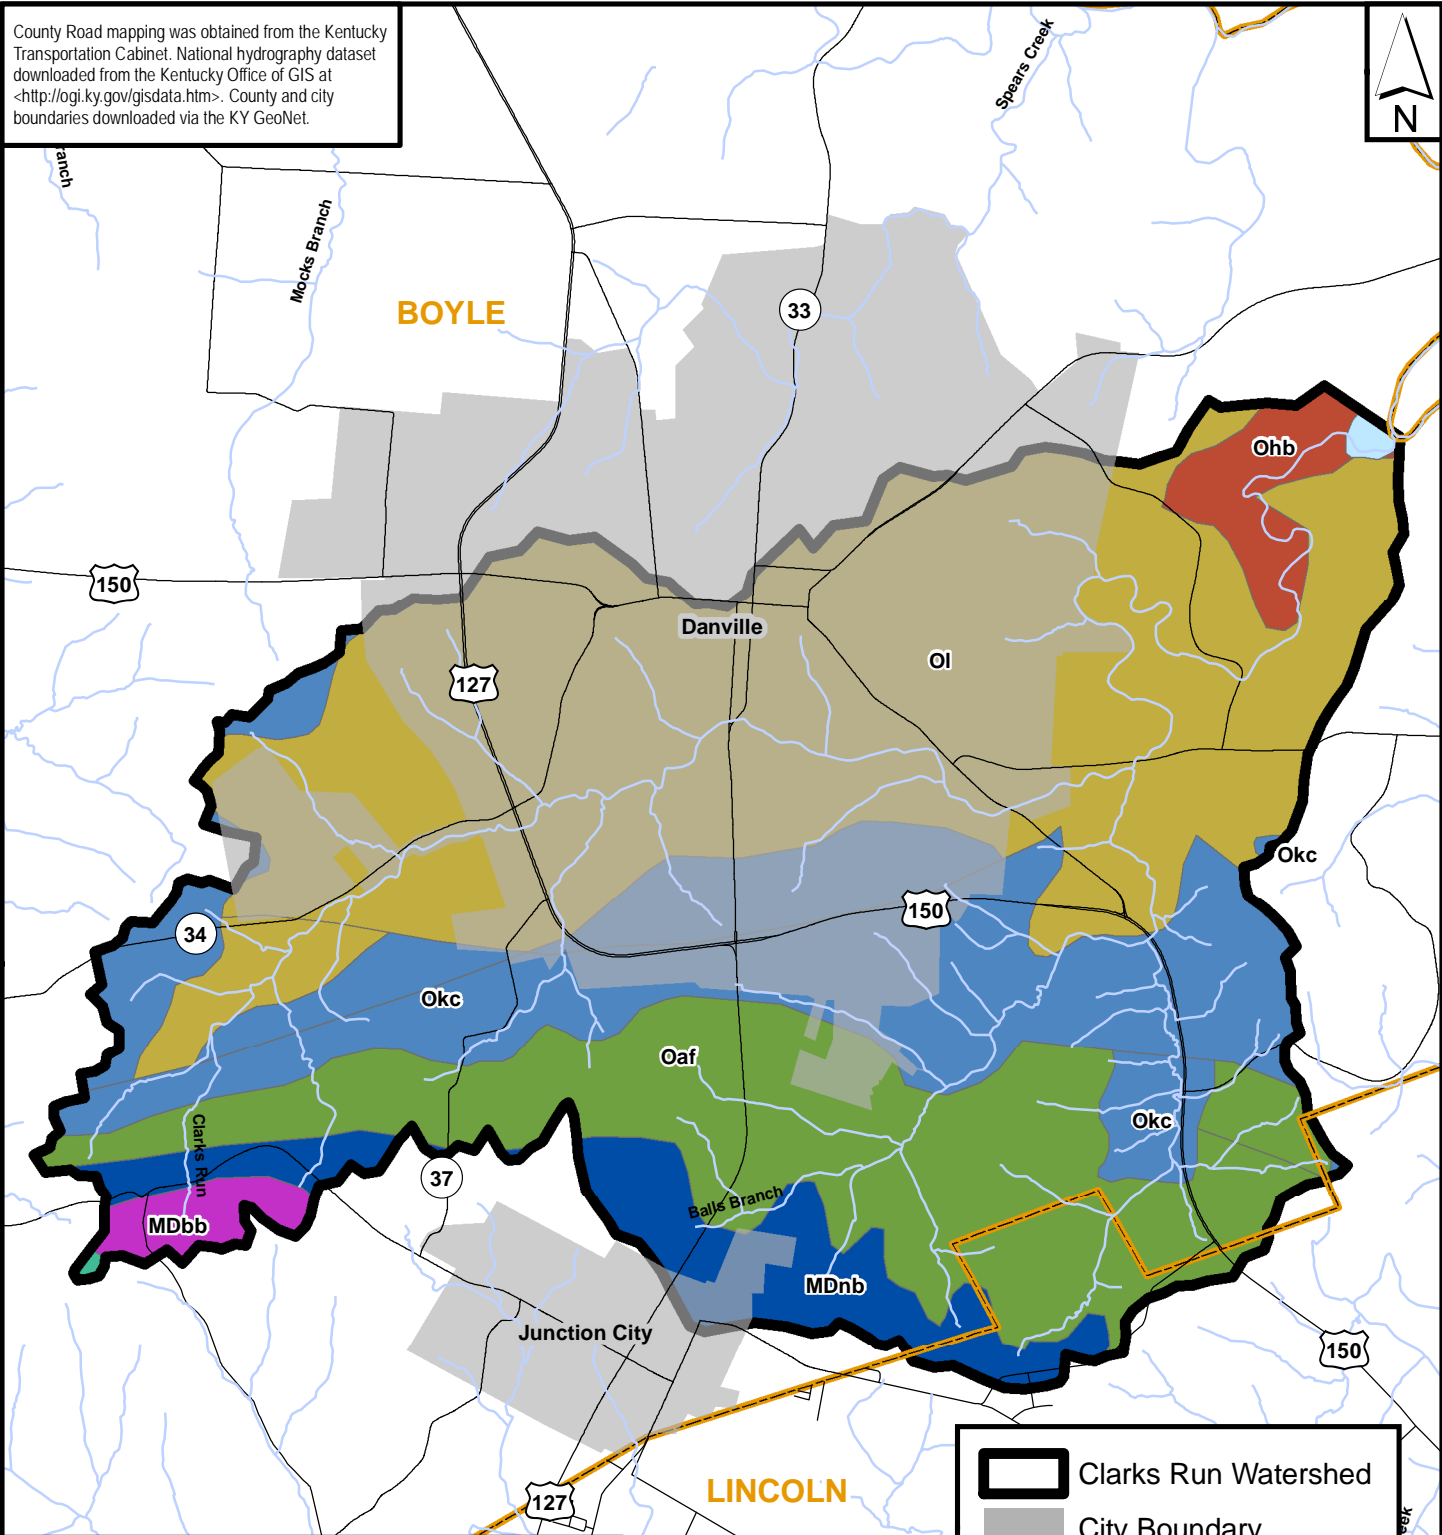 County Road mapping was obtained from the Kentucky
Transportation Cabinet. National hydrography dataset
downloaded from the Kentucky Office of GIS at
<http://ogi.ky.gov/gisdata.htm>. County and city
boundaries downloaded via the KY GeoNet.
N
Spears Creek
ranch
Mocks Branch
BOYLE
33
Ohb
150
Danville
Ol
127
Okc
34
150
Okc
Oaf
Okc
Clarks Run
37
Balls Branch
MDbb
MDnb
Junction City
150
LINCOLN
127
Clarks Run Watershed
City Boundary